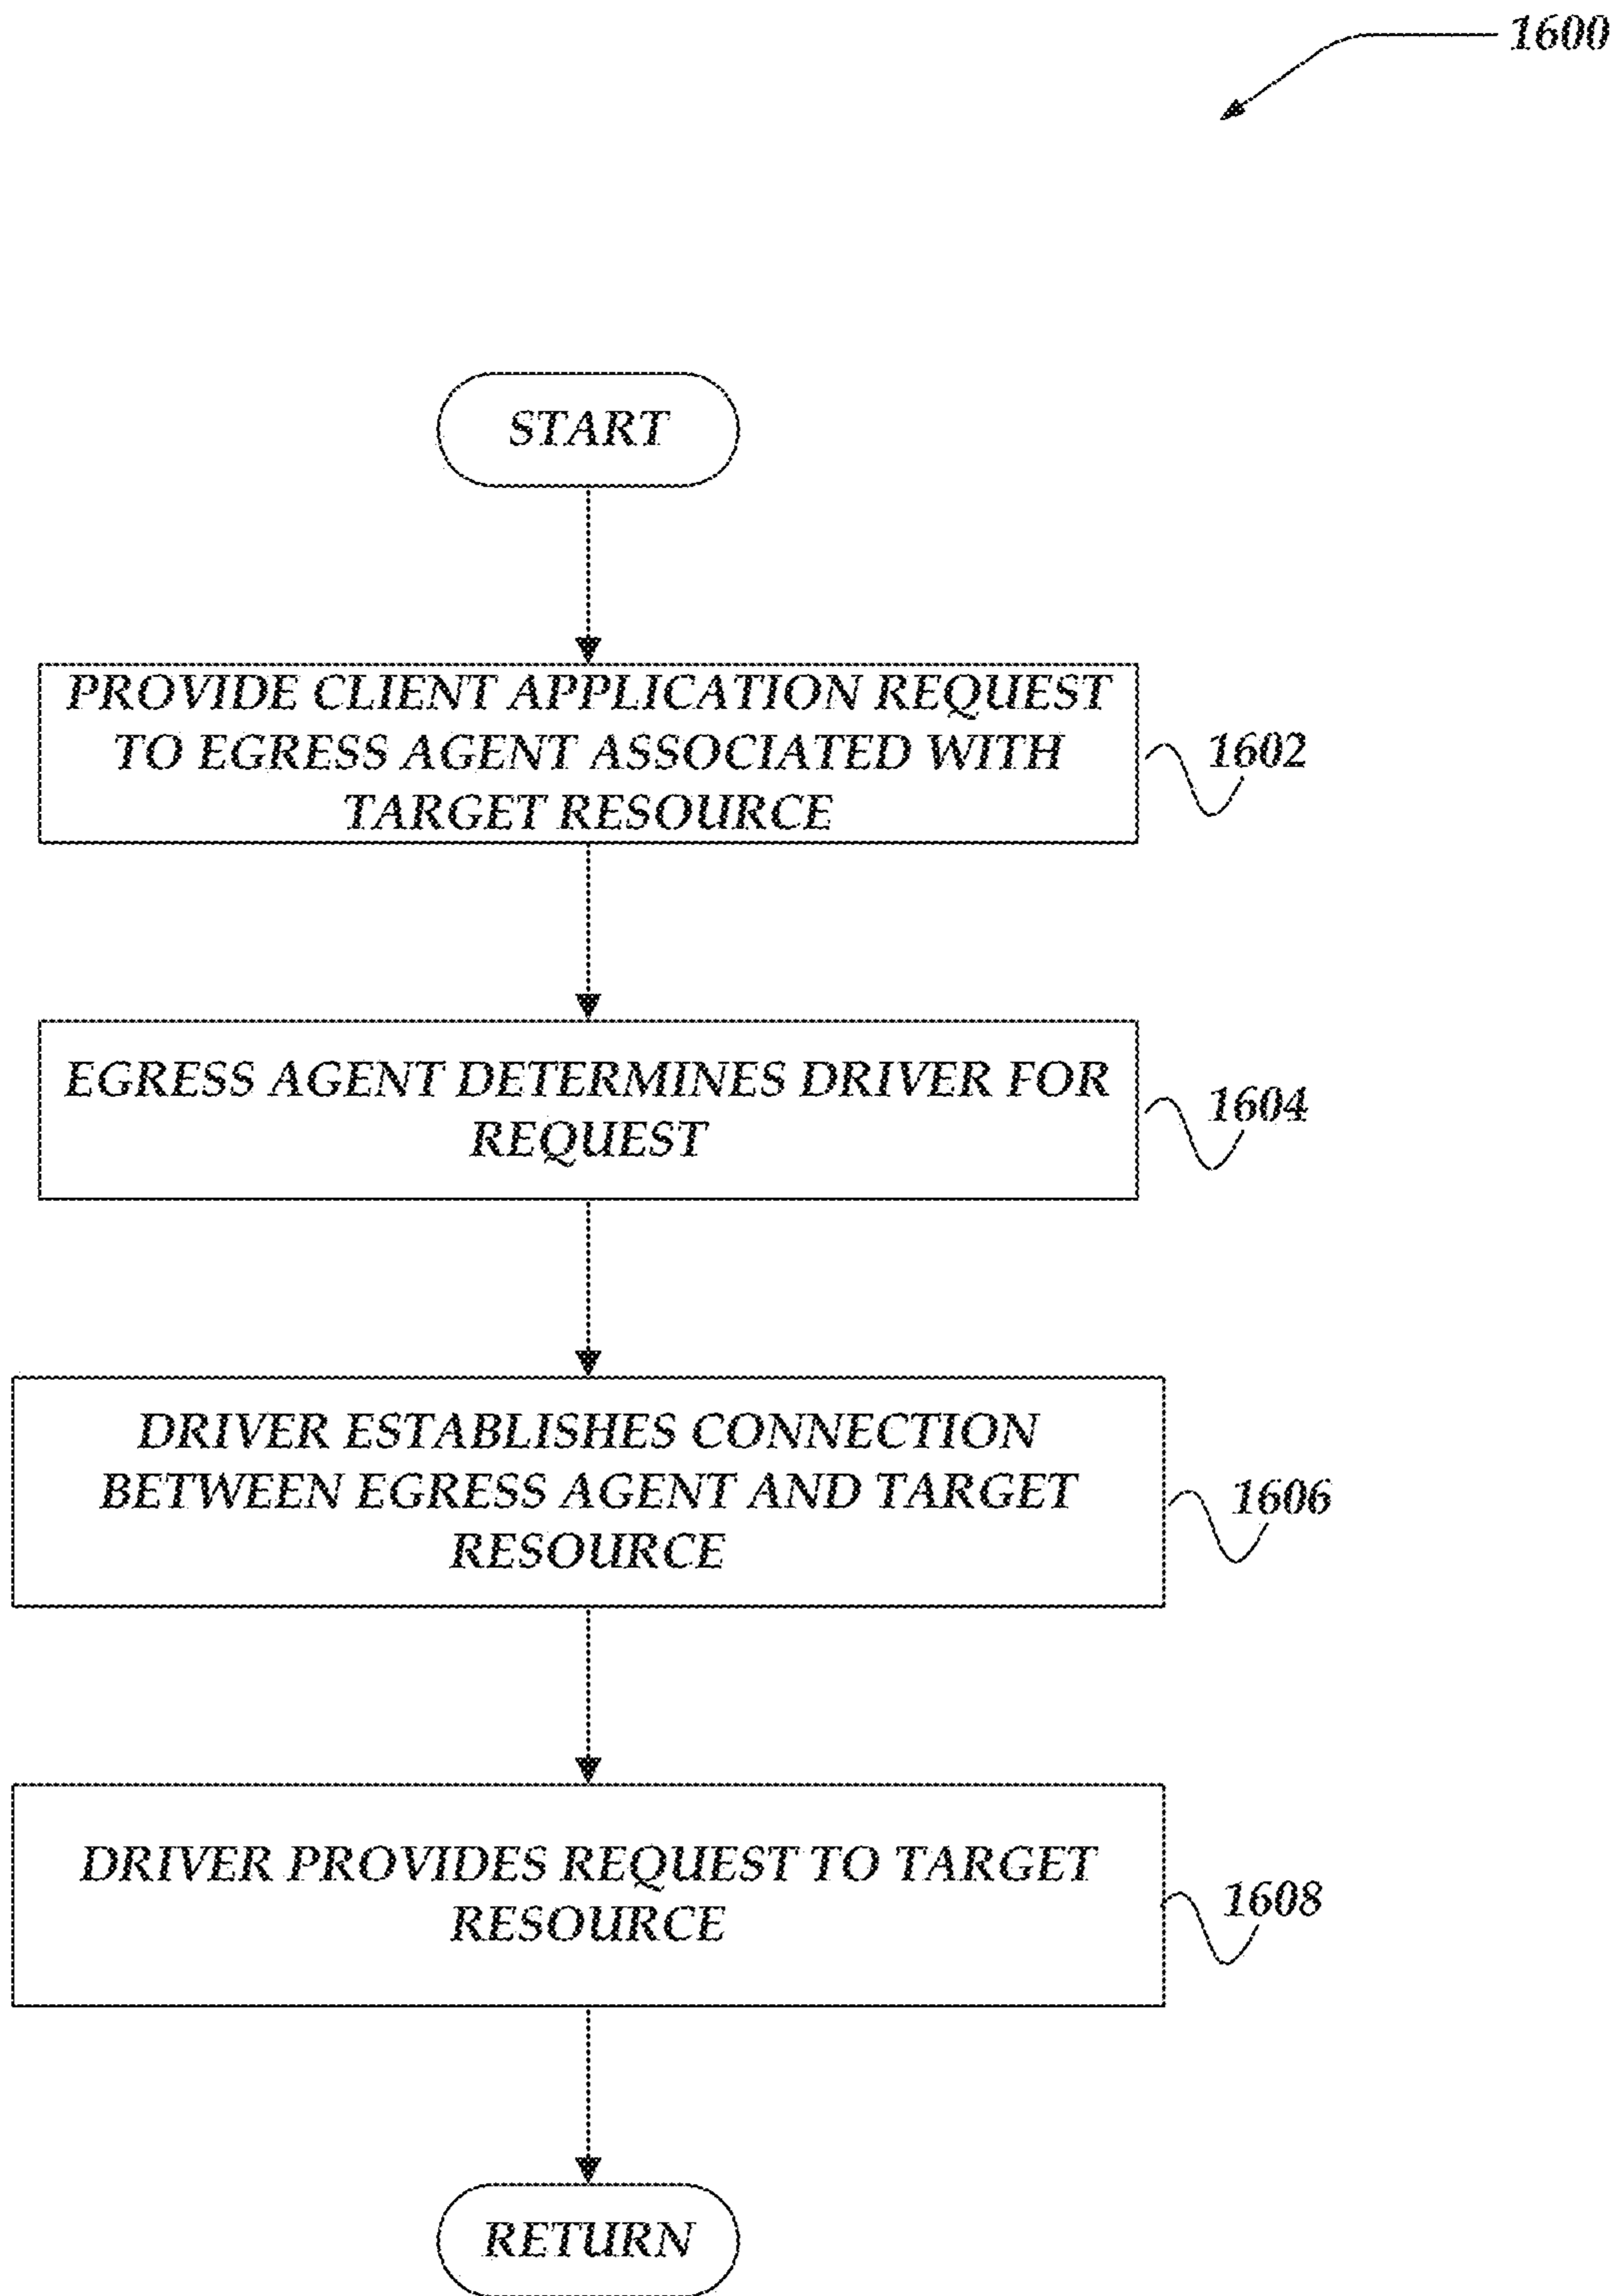 1600
START
PROVIDE CLIENT APPLICATION REQUEST
TO EGRESS AGENT ASSOCIATED WITH
TARGET RESOURCE
1602
EGRESS AGENT DETERMINES DRIVER FOR
REQUEST
1604
DRIVER ESTABLISHES CONNECTION
BETWEEN EGRESS AGENT AND TARGET
RESOURCE
1606
DRIVER PROVIDES REQUEST TO TARGET
RESOURCE
1608
RETURN